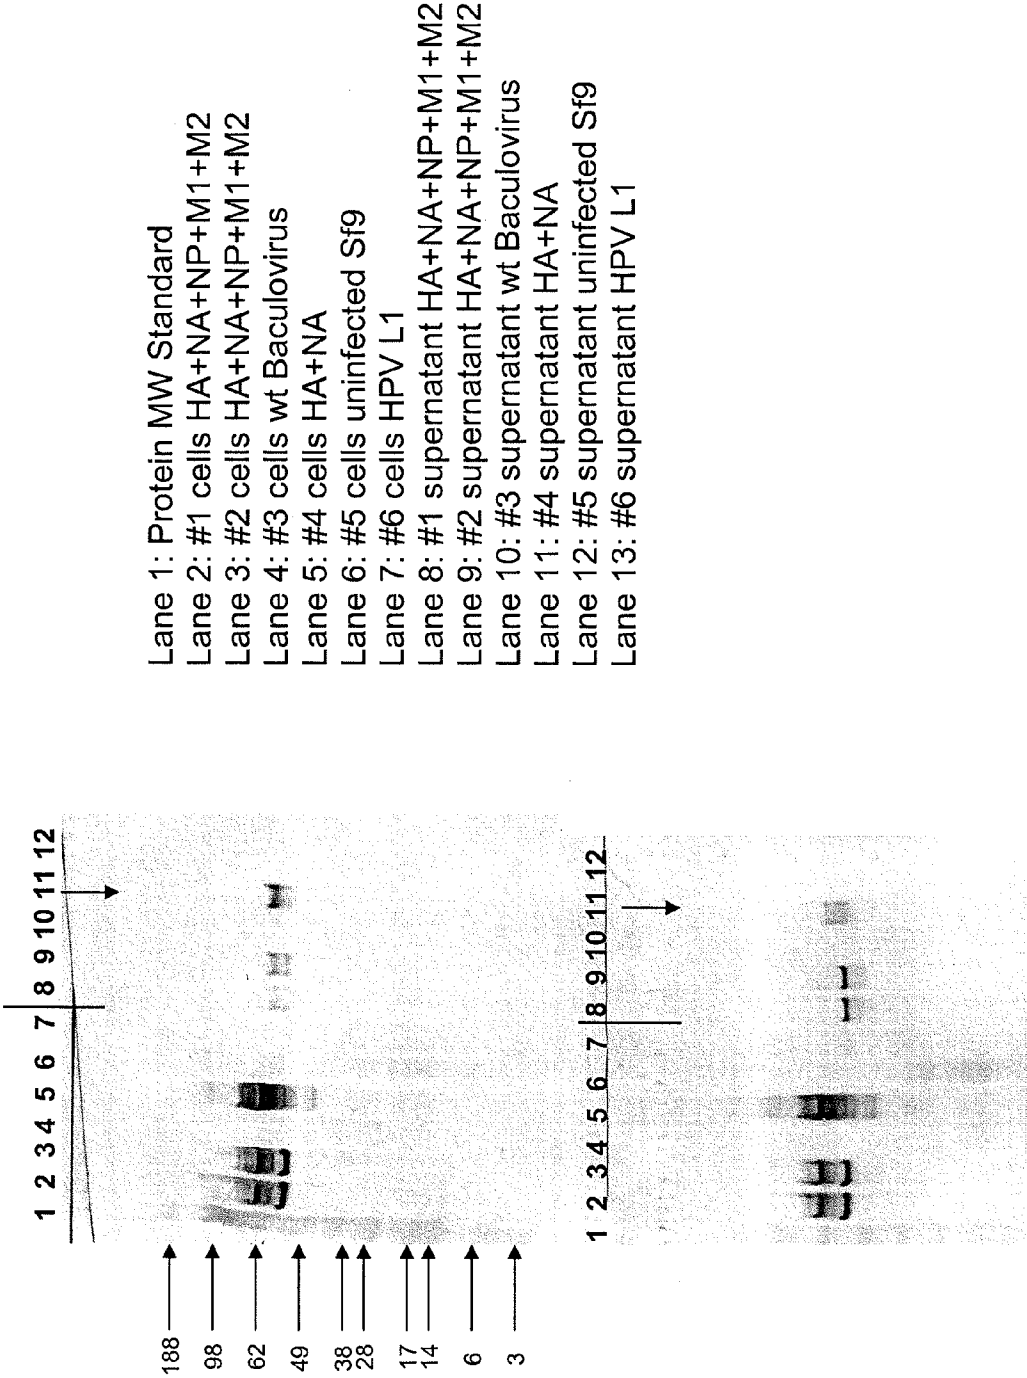 Lane 1: Protein MW Standard
Lane 2: #1 cells HA+NA+NP+M1+M2
Lane 3: #2 cells HA+NA+NP+M1+M2
Lane 4: #3 cells wt Baculovirus
Lane 5: #4 cells HA+NA
Lane 6: #5 cells uninfected Sf9
Lane 7: #6 cells HPV L1
Lane 8: #1 supernatant HA+NA+NP+M1+M2
Lane 9: #2 supernatant HA+NA+NP+M1+M2
Lane 10: #3 supernatant wt Baculovirus
Lane 11: #4 supernatant HA+NA
Lane 12: #5 supernatant uninfected Sf9
Lane 13: #6 supernatant HPV L1
1 2 3 4 5 6 7 8 9 10 11 12
188
98
62
49
38
28
17
14
6
3
1 2 3 4 5 6 7 8 9 10 11 12